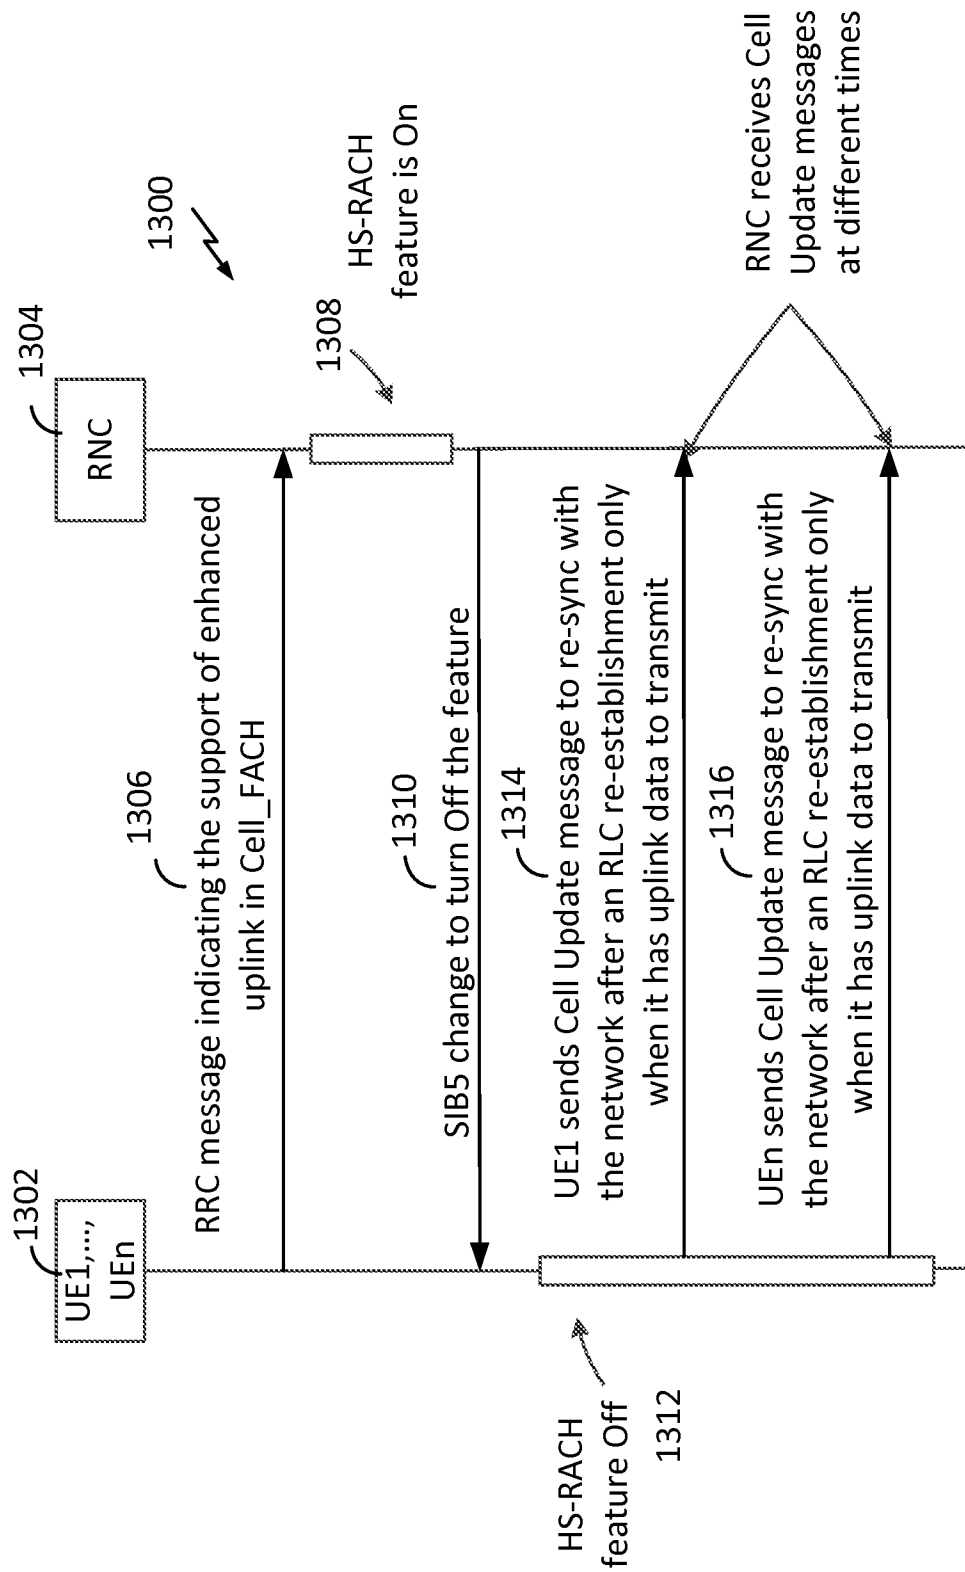 1300
1302
UE1,...,
UEn
1304
RNC
1306
RRC message indicating the support of enhanced
uplink in Cell_FACH
1308
HS-RACH
feature is On
1310
SIB5 change to turn Off the feature
HS-RACH
feature Off
1312
1314
UE1 sends Cell Update message to re-sync with
the network after an RLC re-establishment only
when it has uplink data to transmit
1316
UEn sends Cell Update message to re-sync with
the network after an RLC re-establishment only
when it has uplink data to transmit
RNC receives Cell
Update messages
at different times